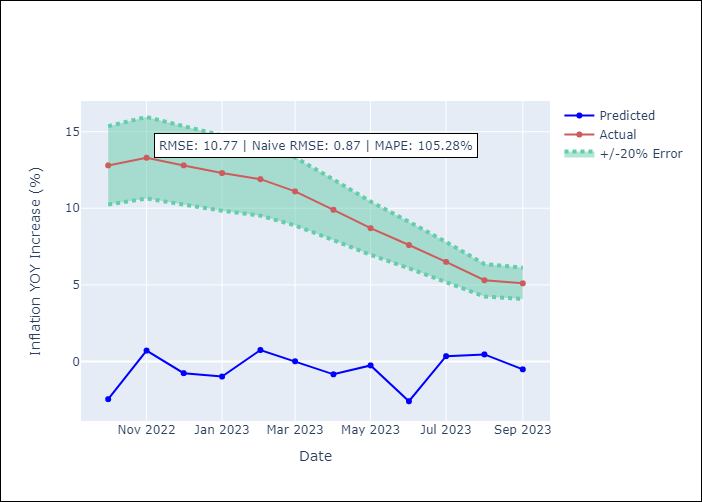 Predicted
Actual
+/-20% Error
RMSE: 10.77 | Naive RMSE: 0.87 | MAPE: 105.28%
15
10
5
0
Inflation YOY Increase (%)
Nov 2022 Jan 2023 Mar 2023 May 2023 Jul 2023 Sep 2023
Date